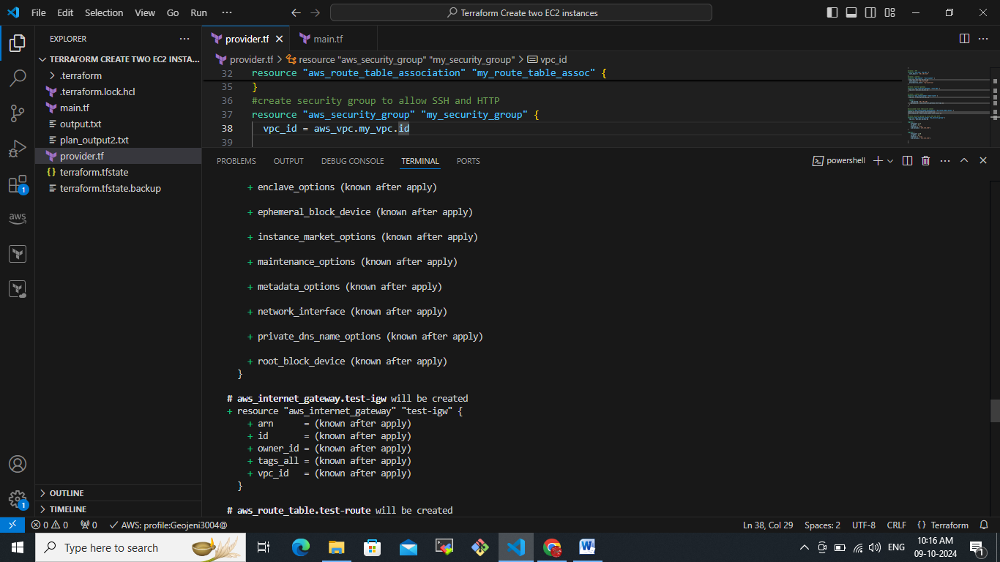 File Edit Selection View Go Run ··· Terraform Create two EC2 instances
EXPLORER ···
TERRAFORM CREATE TWO EC2 INSTA...
.terraform
.terraform.lock.hcl
main.tf
output.txt
plan_output2.txt
provider.tf
{} terraform.tfstate
terraform.tfstate.backup
OUTLINE
TIMELINE
1
aws
1
provider.tf main.tf
provider.tf > resource "aws_security_group" "my_security_group" > vpc_id
32 resource "aws_route_table_association" "my_route_table_assoc" {
35 }
36 #create security group to allow SSH and HTTP
37 resource "aws_security_group" "my_security_group" {
38 vpc_id = aws_vpc.my_vpc.id
39
PROBLEMS OUTPUT DEBUG CONSOLE TERMINAL PORTS powershell
+ enclave_options (known after apply)
+ ephemeral_block_device (known after apply)
+ instance_market_options (known after apply)
+ maintenance_options (known after apply)
+ metadata_options (known after apply)
+ network_interface (known after apply)
+ private_dns_name_options (known after apply)
+ root_block_device (known after apply)
}
# aws_internet_gateway.test-igw will be created
+ resource "aws_internet_gateway" "test-igw" {
+ arn = (known after apply)
+ id = (known after apply)
+ owner_id = (known after apply)
+ tags_all = (known after apply)
+ vpc_id = (known after apply)
}
# aws_route_table.test-route will be created
0 0 0 AWS: profile:Geojeni3004@ Ln 38, Col 29 Spaces: 2 UTF-8 CRLF {} Terraform
Type here to search ENG 10:16 AM
09-10-2024 1